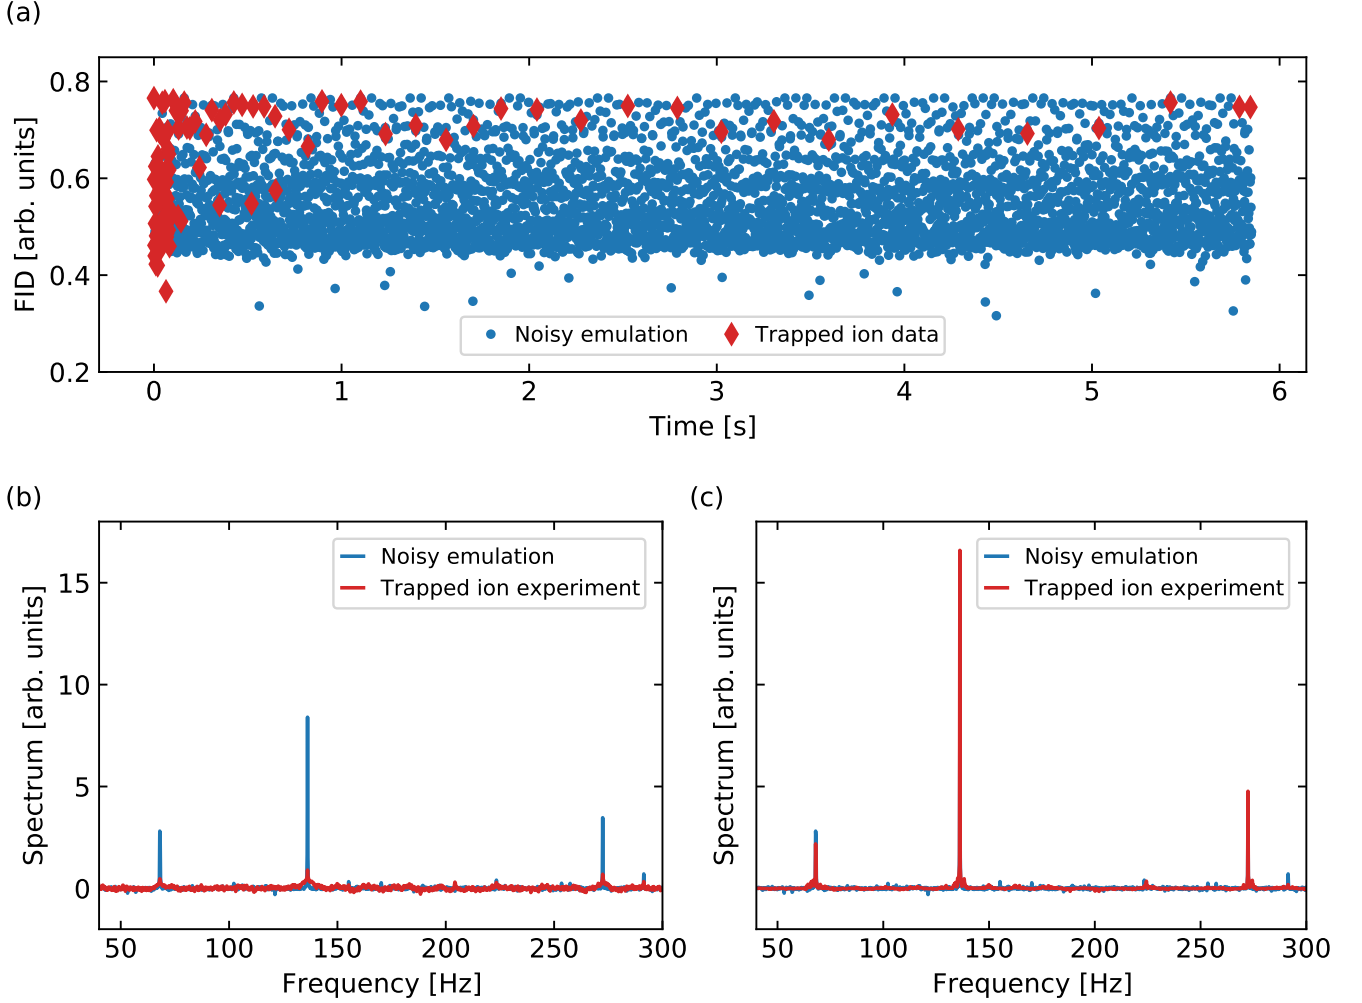 (a)
FID [arb. units]
0.8
0.6
0.4
0.2
Noisy emulation
Trapped ion data
0 1 2 3 4 5 6
Time [s]
(b)
Spectrum [arb. units]
15
10
5
0
Noisy emulation
Trapped ion experiment
50 100 150 200 250 300
Frequency [Hz]
(c)
Spectrum [arb. units]
Noisy emulation
Trapped ion experiment
50 100 150 200 250 300
Frequency [Hz]